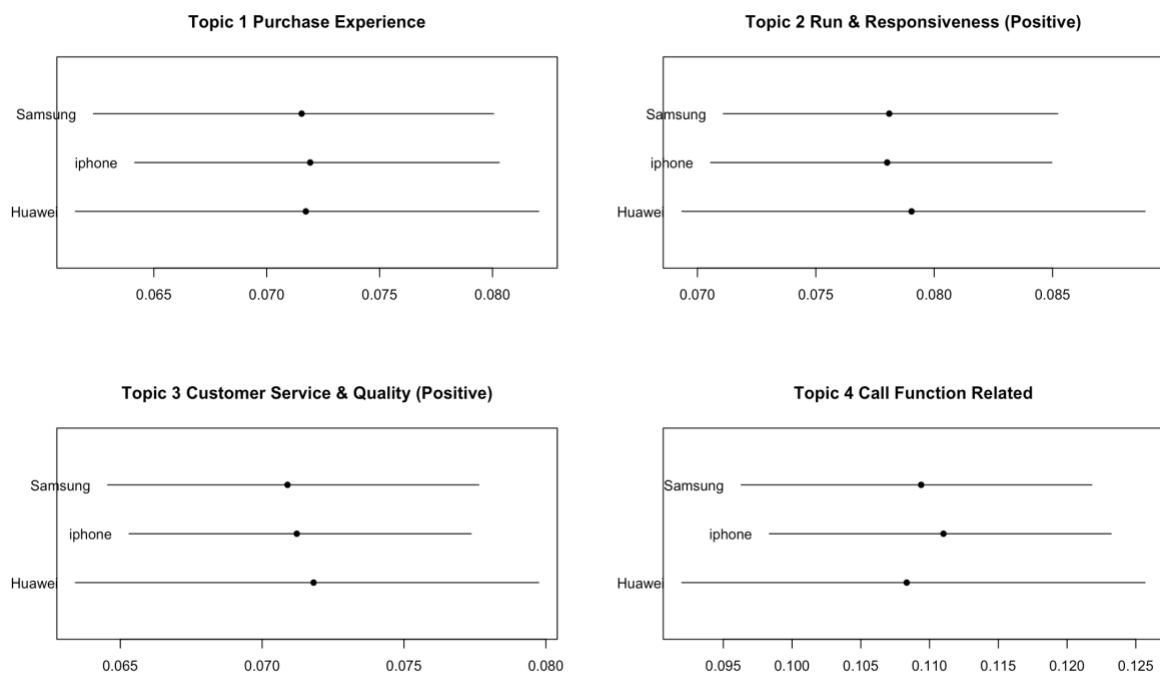 Topic 1 Purchase Experience
Samsung
iphone
Huawei
0.065 0.070 0.075 0.080
Topic 2 Run & Responsiveness (Positive)
Samsung
iphone
Huawei
0.070 0.075 0.080 0.085
Topic 3 Customer Service & Quality (Positive)
Samsung
iphone
Huawei
0.065 0.070 0.075 0.080
Topic 4 Call Function Related
Samsung
iphone
Huawei
0.095 0.100 0.105 0.110 0.115 0.120 0.125